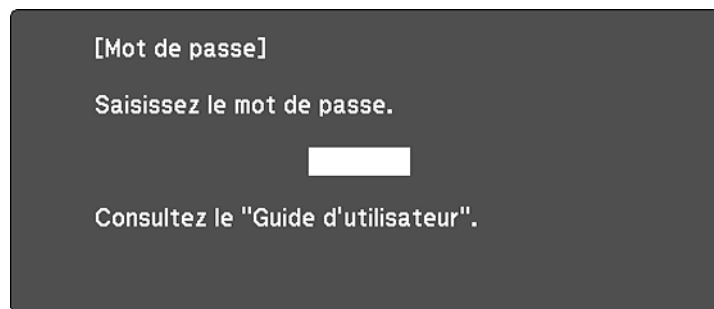 [Mot de passe]
Saisissez le mot de passe.
Consultez le "Guide d'utilisateur".